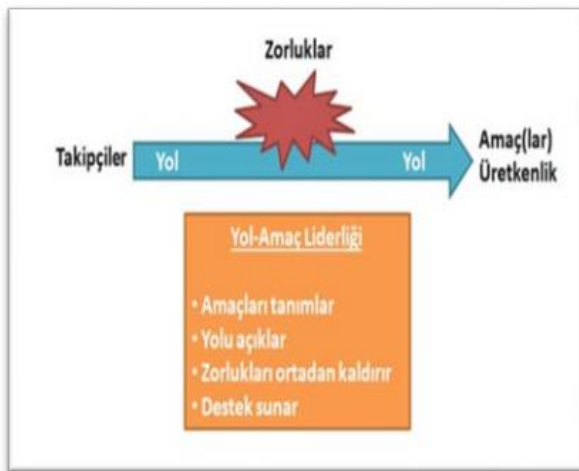 Zorluklar
Takipçiler
Yol
Yol
Amaç(lar)
Üretkenlik
Yol-Amaç Liderliği
• Amaçları tanımlar
• Yolu açıklar
• Zorlukları ortadan kaldırır
• Destek sunar